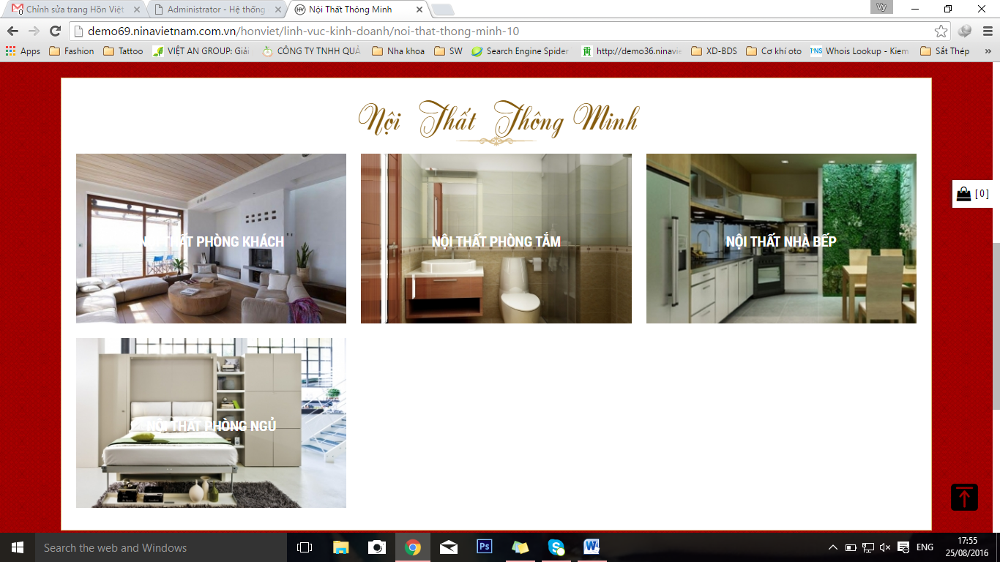 Chỉnh sửa trang Hồn Việt
Administrator - Hệ thống
Nội Thất Thông Minh
Vy
demo69.ninavietnam.com.vn/honviet/linh-vuc-kinh-doanh/noi-that-thong-minh-10
Apps
Fashion
Tattoo
VIỆT AN GROUP: Giải
CÔNG TY TNHH QUẢ
Nha khoa
SW
Search Engine Spider
http://demo36.ninavie
XD-BDS
Cơ khí oto
Whois Lookup - Kiem
Sắt Thép
»
Nội Thất Thông Minh
NỘI THẤT PHÒNG KHÁCH
NỘI THẤT PHÒNG TẮM
NỘI THẤT NHÀ BẾP
[0]
NỘI THẤT PHÒNG NGỦ
Search the web and Windows
Ps
ENG
17:55
25/08/2016